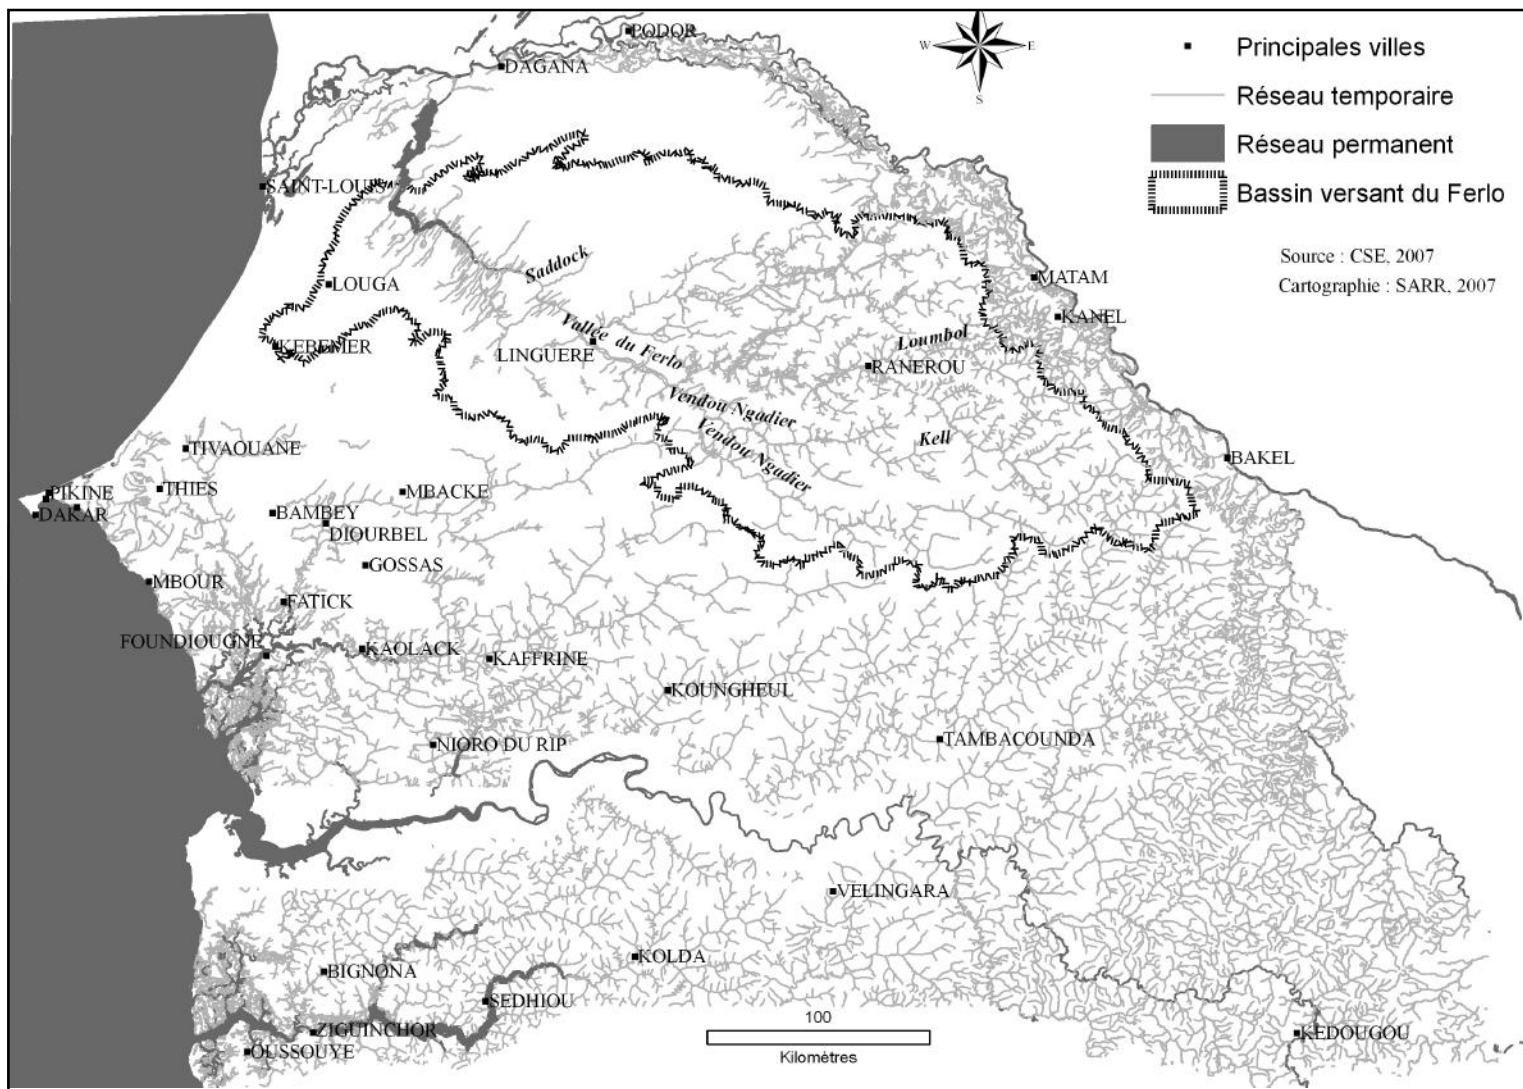 PODOR
DAGANA
W
E
S
Principales villes
Réseau temporaire
Réseau permanent
Bassin versant du Ferlo
Source : CSE, 2007
Cartographie : SARR, 2007
SAINT-LOUIS
Saddock
LOUGA
MATAM
KANEL
KEBEMER
Vallée du Ferlo
LINGUERE
Loumbol
RANEROU
Vendou Ngadier
Vendou Ngadier
Kell
TIVAOUANE
BAKEL
PIKINE
THIES
MBACKE
DAKAR
BAMBEY
DIOURBEL
GOSSAS
MBOUR
FATICK
FOUNDIOUGNE
KAOLACK
KAFFRINE
KOUNGHEUL
NIORO DU RIP
TAMBACOUNDA
VELINGARA
KOLDA
BIGNONA
SEDHIOU
ZIGUINCHOR
OUSSOUYE
100
Kilomètres
KEDOUGOU